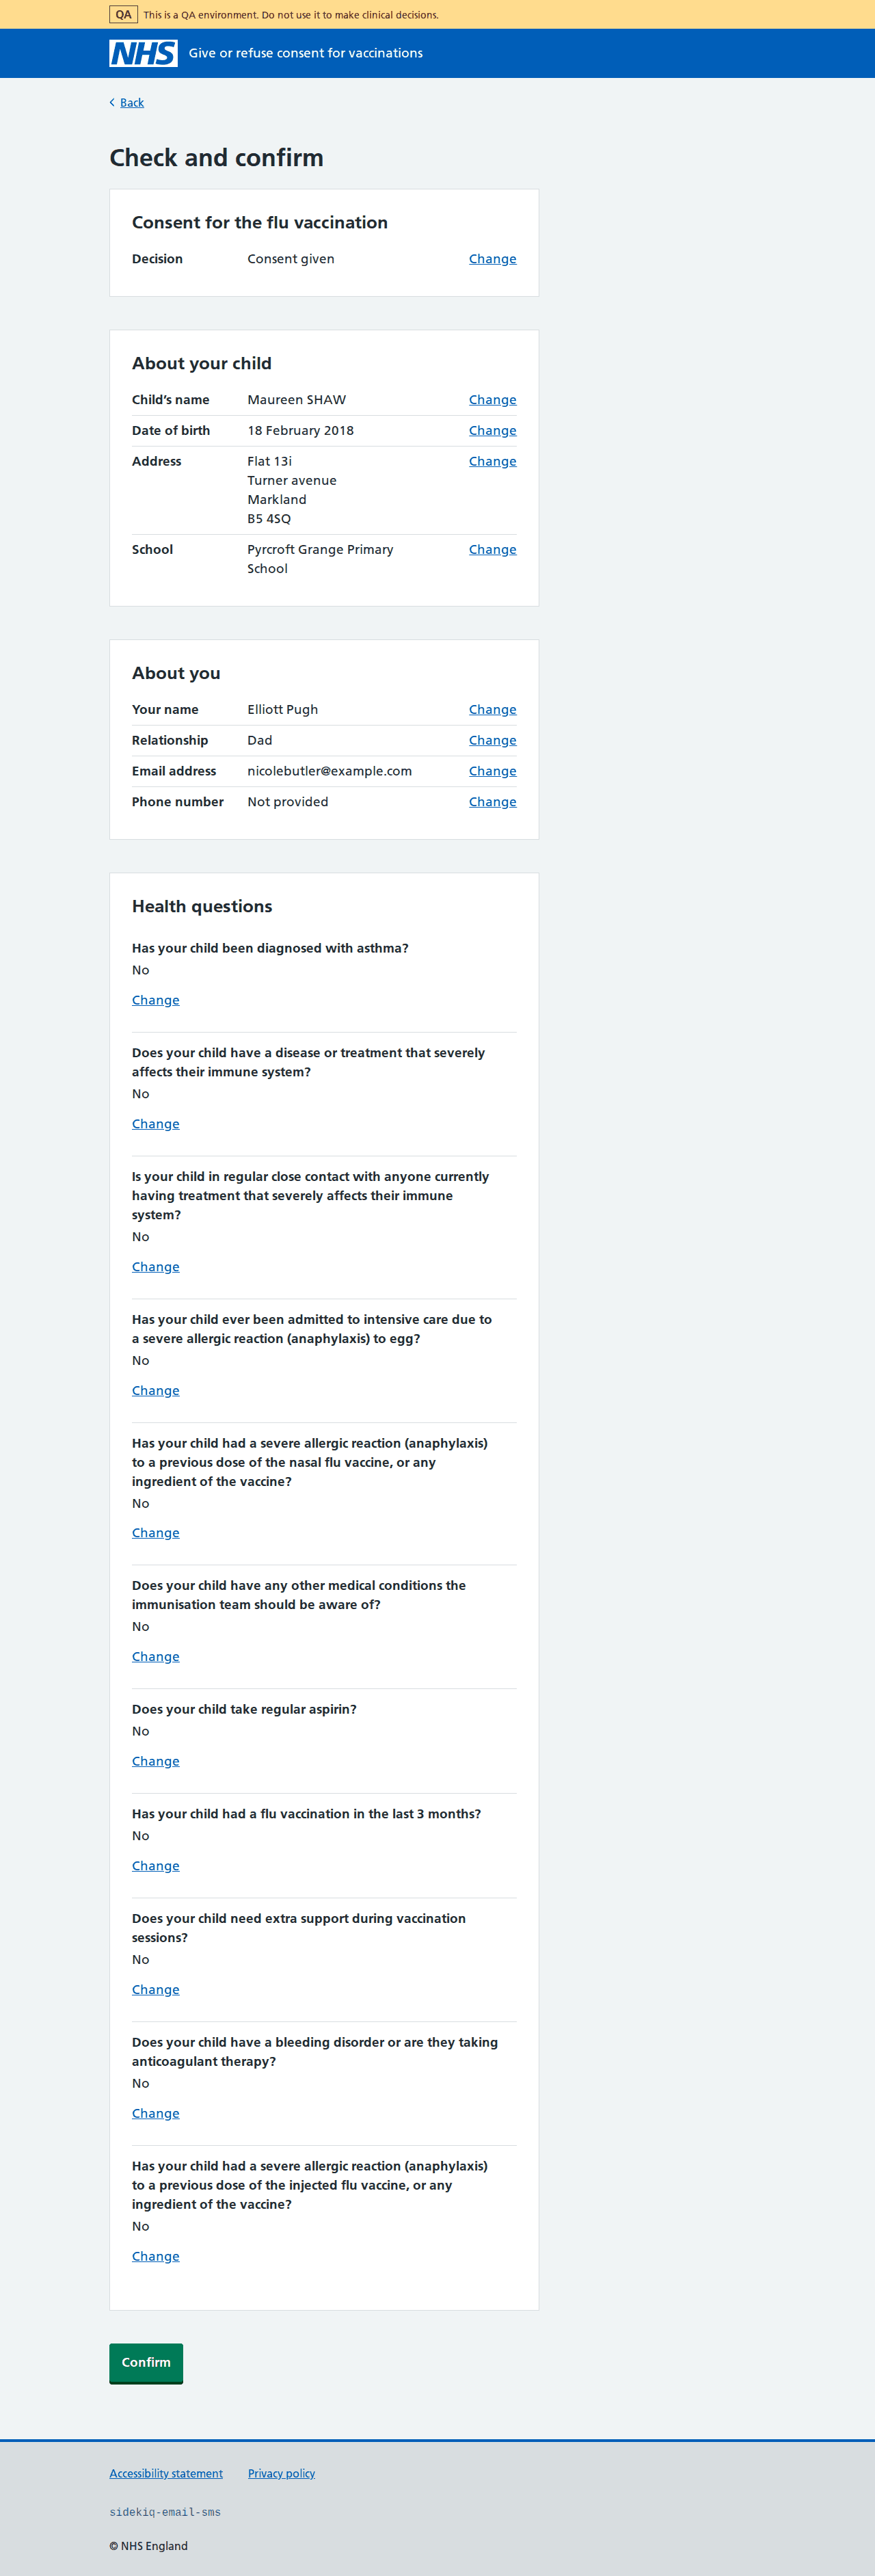 QA This is a QA environment. Do not use it to make clinical decisions.
NHS Give or refuse consent for vaccinations
Back
Check and confirm
Consent for the flu vaccination
Decision Consent given Change
About your child
Child’s name Maureen SHAW Change
Date of birth 18 February 2018 Change
Address Flat 13i Change
Turner avenue
Markland
B5 4SQ
School Pyrcroft Grange Primary Change
School
About you
Your name Elliott Pugh Change
Relationship Dad Change
Email address nicolebutler@example.com Change
Phone number Not provided Change
Health questions
Has your child been diagnosed with asthma?
No
Change
Does your child have a disease or treatment that severely
affects their immune system?
No
Change
Is your child in regular close contact with anyone currently
having treatment that severely affects their immune
system?
No
Change
Has your child ever been admitted to intensive care due to
a severe allergic reaction (anaphylaxis) to egg?
No
Change
Has your child had a severe allergic reaction (anaphylaxis)
to a previous dose of the nasal flu vaccine, or any
ingredient of the vaccine?
No
Change
Does your child have any other medical conditions the
immunisation team should be aware of?
No
Change
Does your child take regular aspirin?
No
Change
Has your child had a flu vaccination in the last 3 months?
No
Change
Does your child need extra support during vaccination
sessions?
No
Change
Does your child have a bleeding disorder or are they taking
anticoagulant therapy?
No
Change
Has your child had a severe allergic reaction (anaphylaxis)
to a previous dose of the injected flu vaccine, or any
ingredient of the vaccine?
No
Change
Confirm
Accessibility statement Privacy policy
sidekiq-email-sms
© NHS England